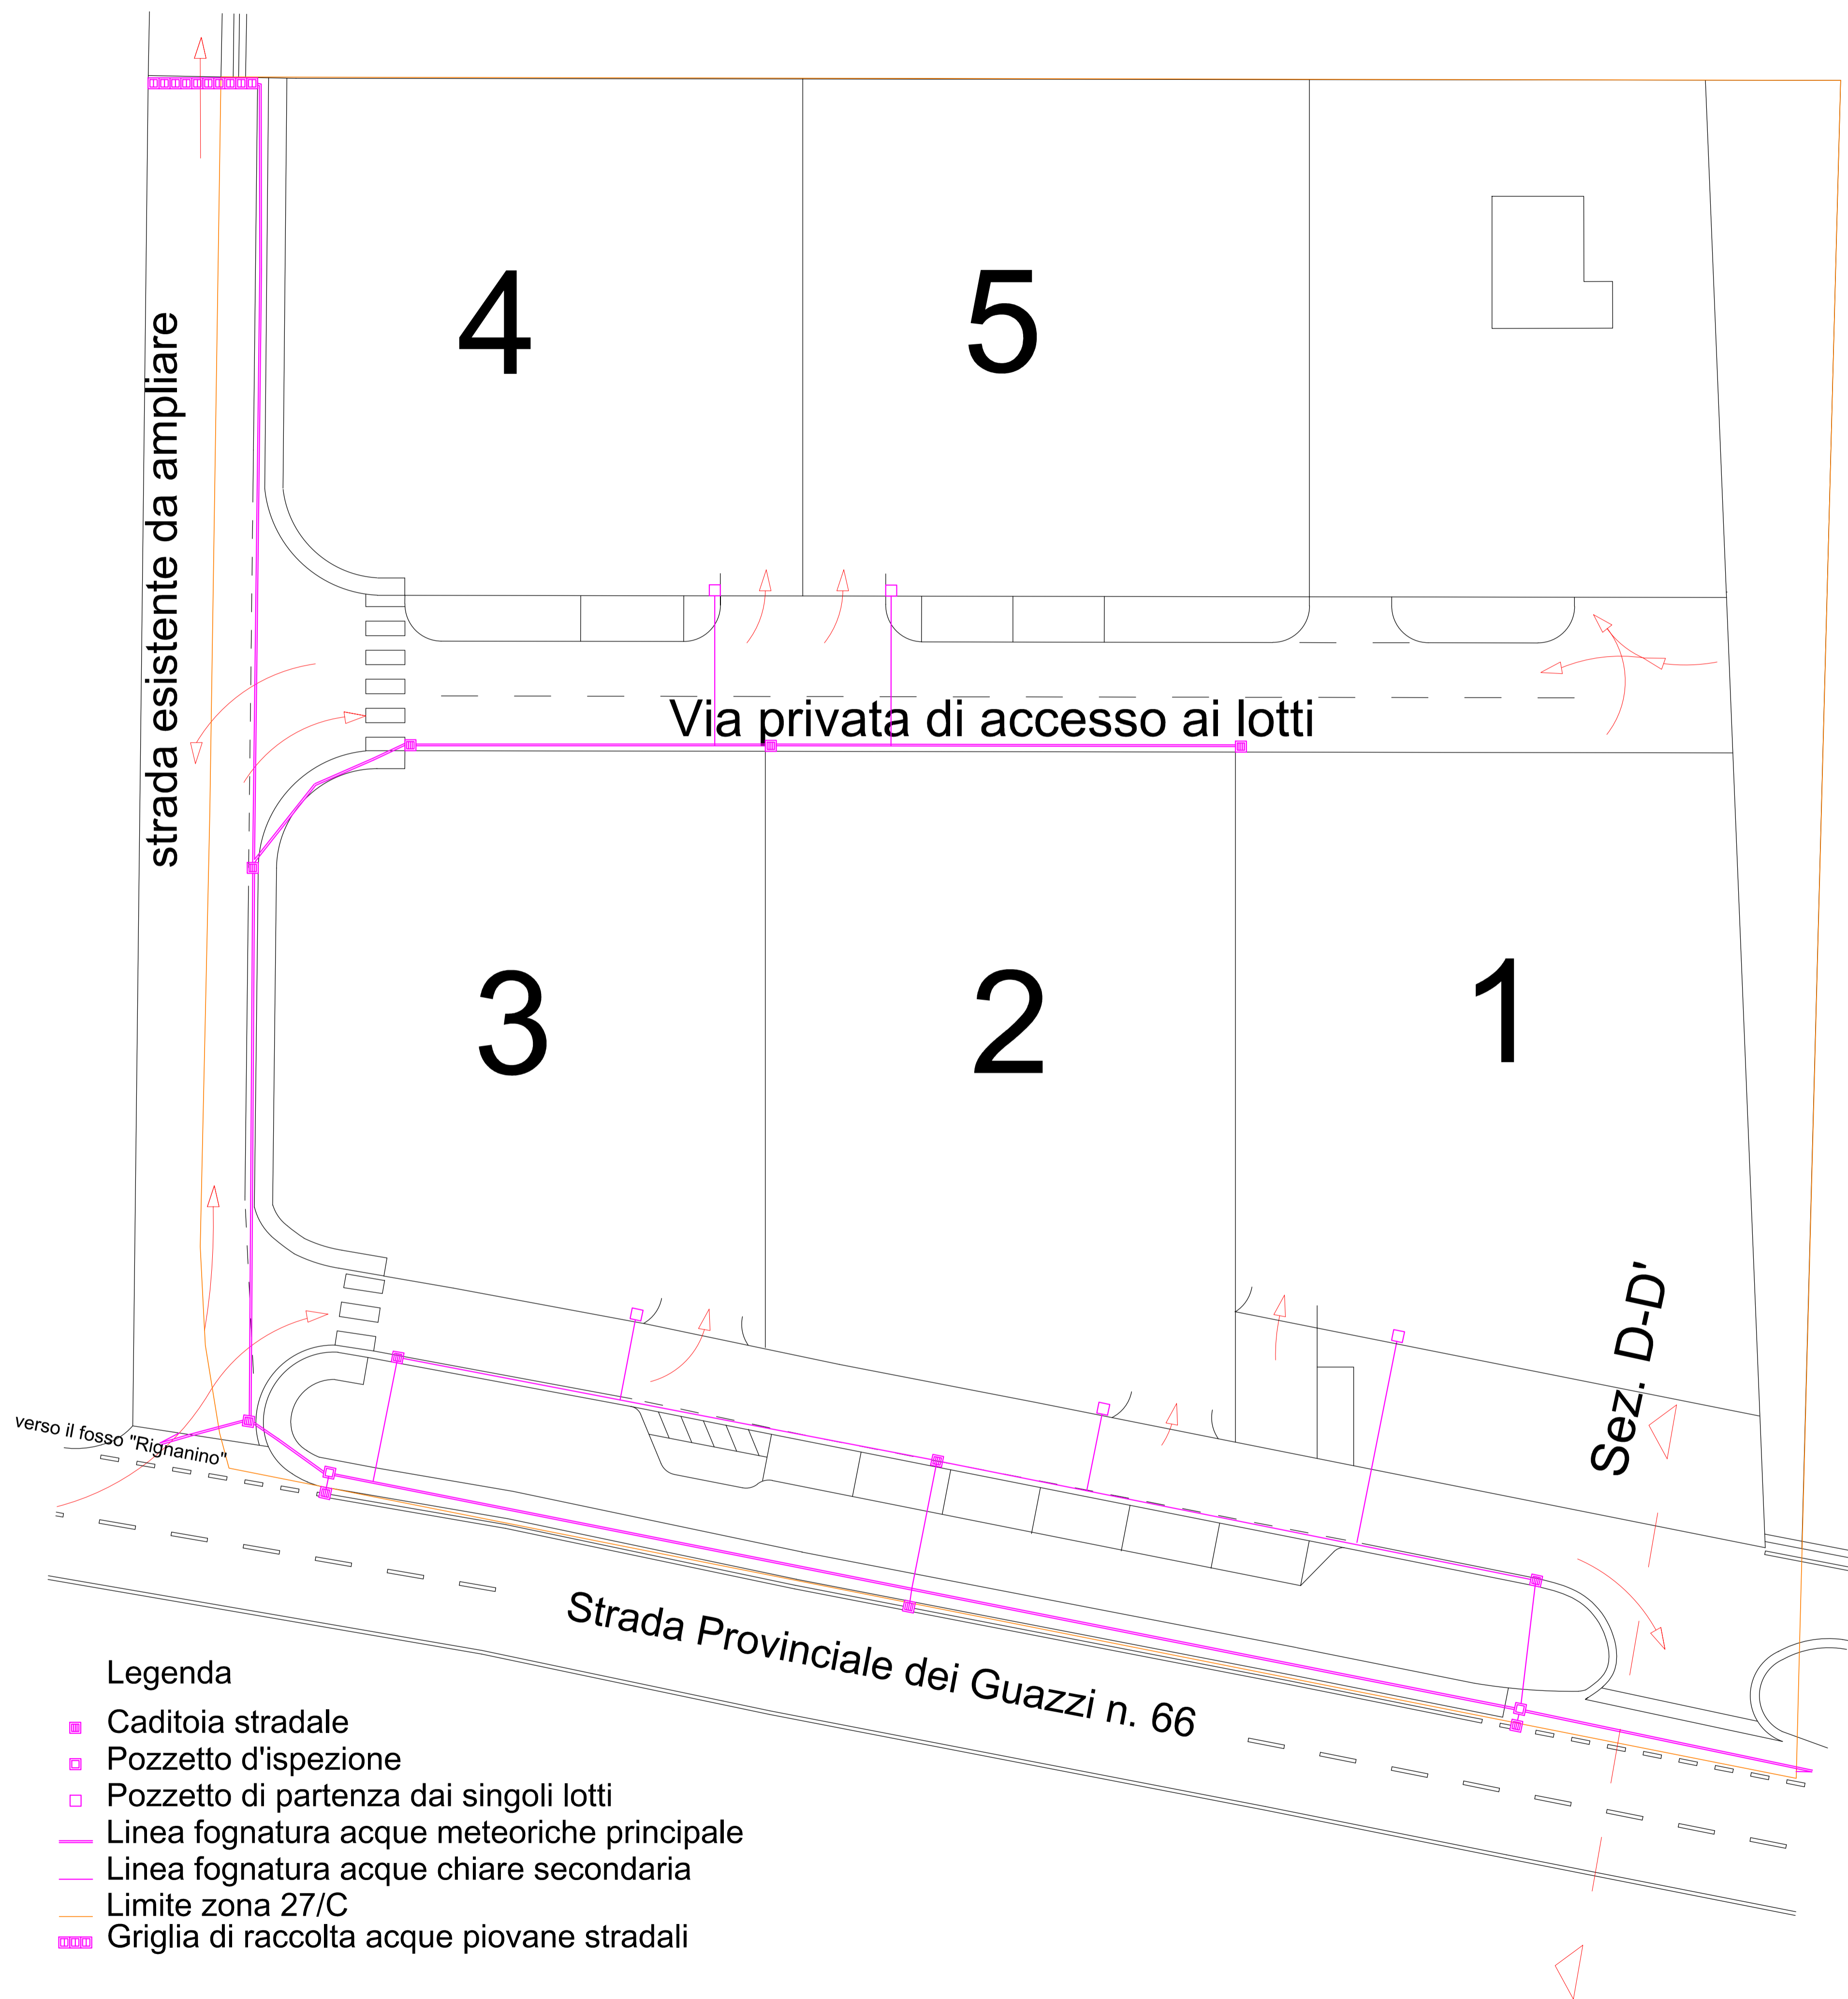 4
5
strada esistente da ampliare
Via privata di accesso ai lotti
3
2
1
Sez. D-D'
verso il fosso "Rignanino"
Strada Provinciale dei Guazzi n. 66
Legenda
Caditoia stradale
Pozzetto d'ispezione
Pozzetto di partenza dai singoli lotti
Linea fognatura acque meteoriche principale
Linea fognatura acque chiare secondaria
Limite zona 27/C
Griglia di raccolta acque piovane stradali